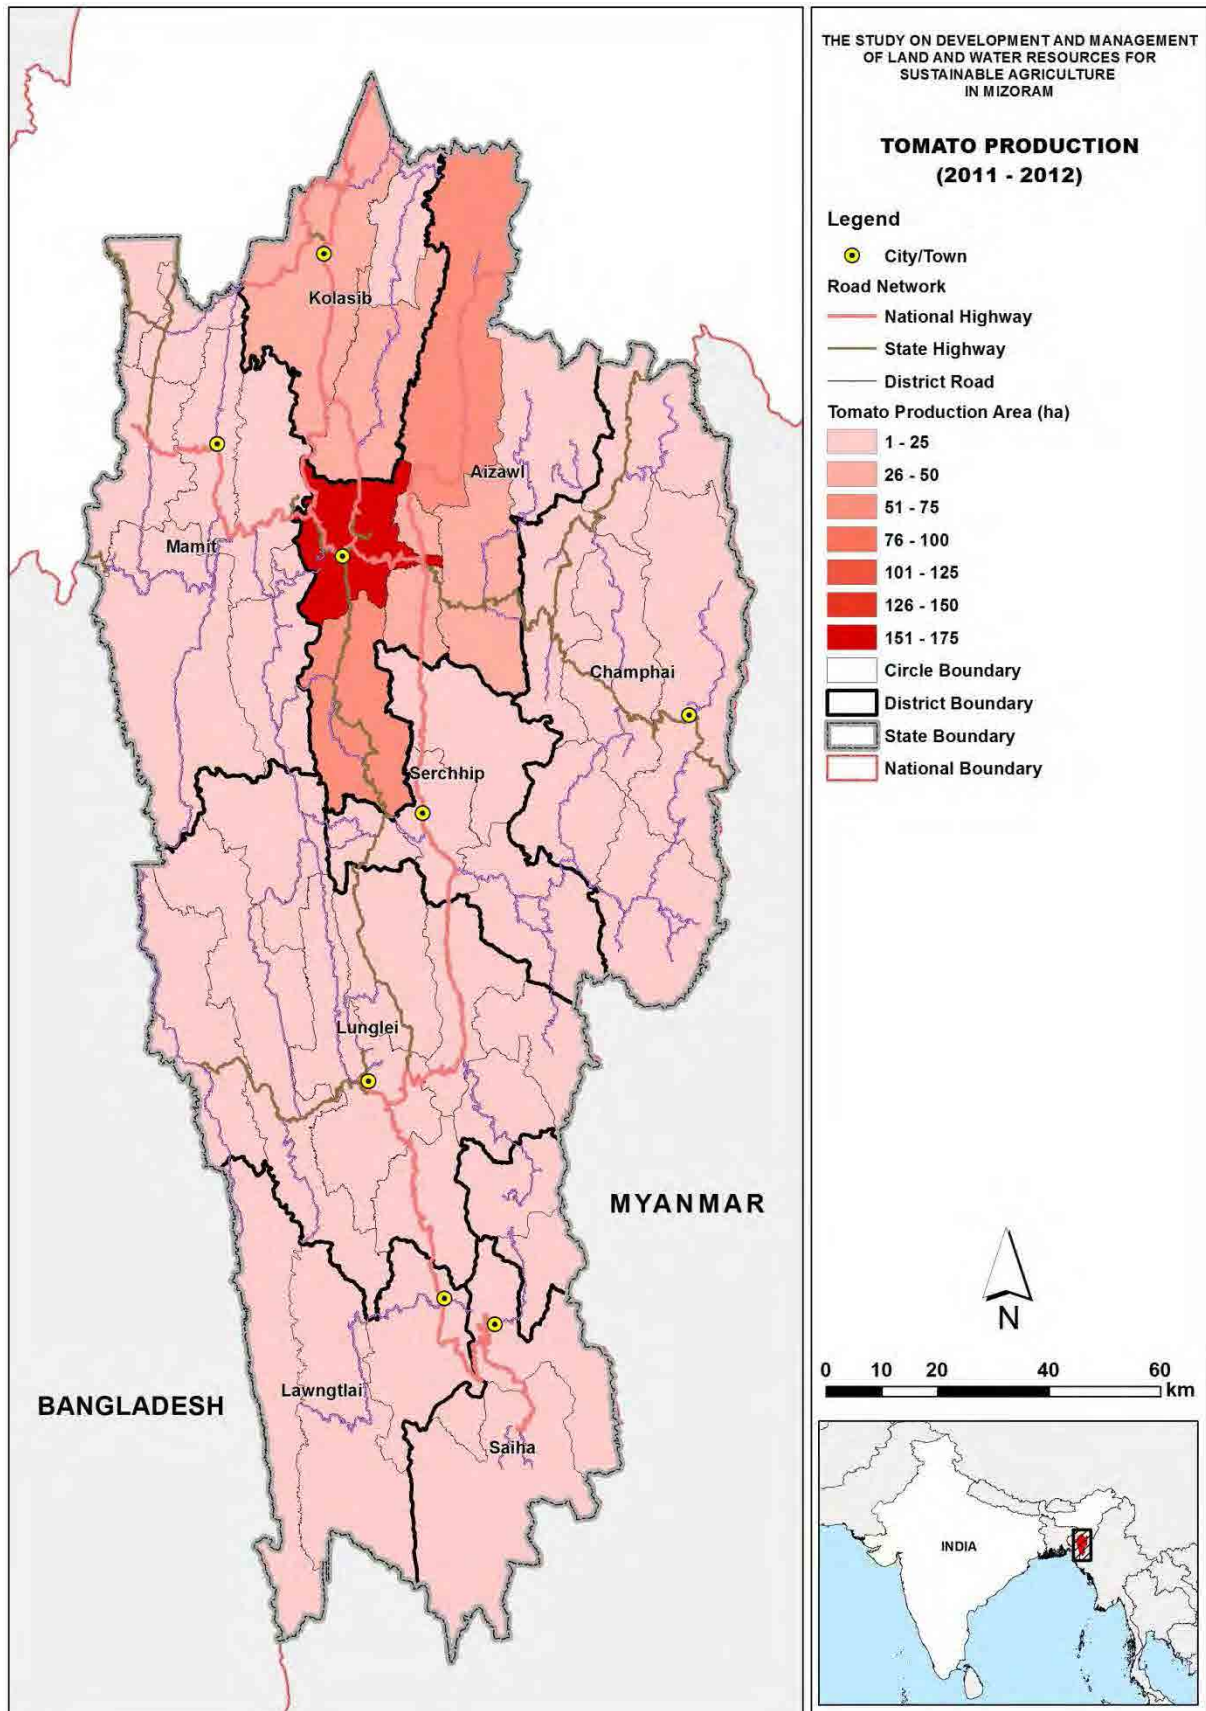 THE STUDY ON DEVELOPMENT AND MANAGEMENT
OF LAND AND WATER RESOURCES FOR
SUSTAINABLE AGRICULTURE
IN MIZORAM
TOMATO PRODUCTION
(2011 - 2012)
Legend
City/Town
Road Network
National Highway
State Highway
District Road
Tomato Production Area (ha)
1 - 25
26 - 50
51 - 75
76 - 100
101 - 125
126 - 150
151 - 175
Circle Boundary
District Boundary
State Boundary
National Boundary
Kolasib
Aizawl
Mamit
Champhai
Serchhip
Lunglei
MYANMAR
Lawngtlai
BANGLADESH
Saiha
N
0 10 20 40 60
km
INDIA